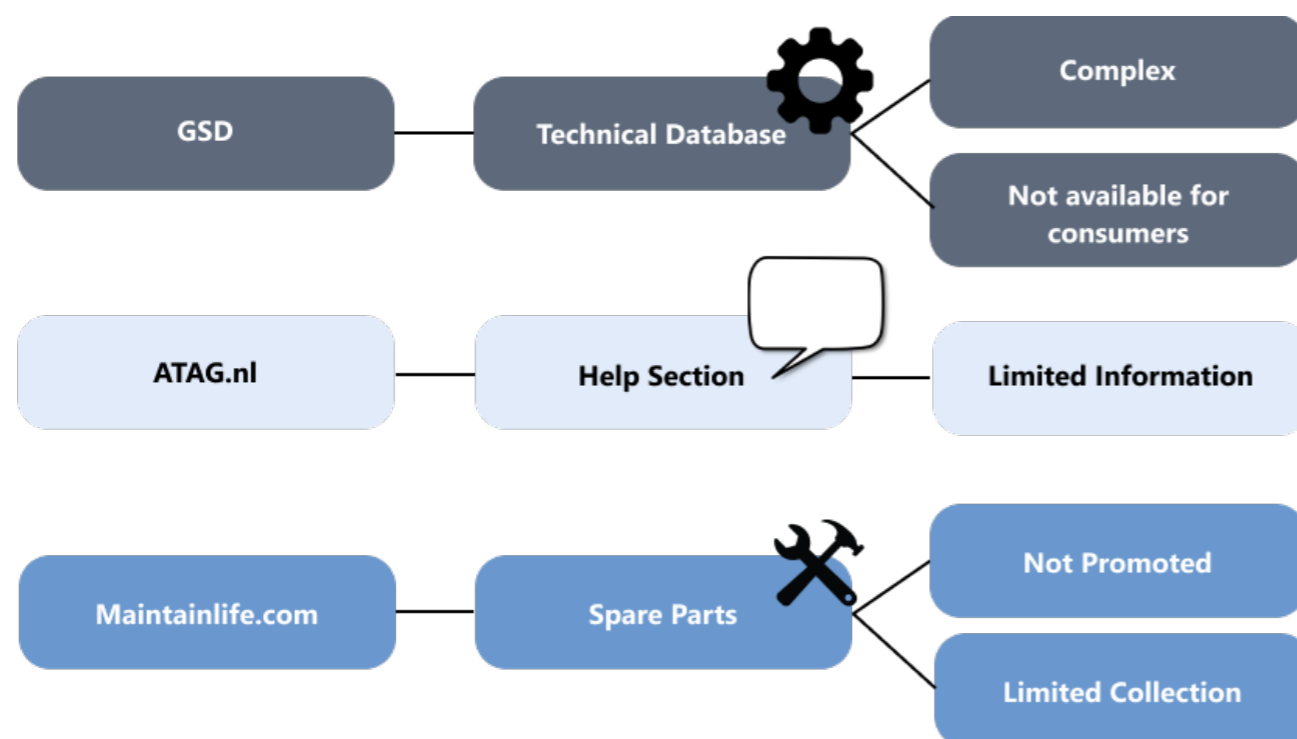 GSD
Technical Database
Complex
Not available for
consumers
ATAG.nl
Help Section
Limited Information
Maintainlife.com
Spare Parts
Not Promoted
Limited Collection